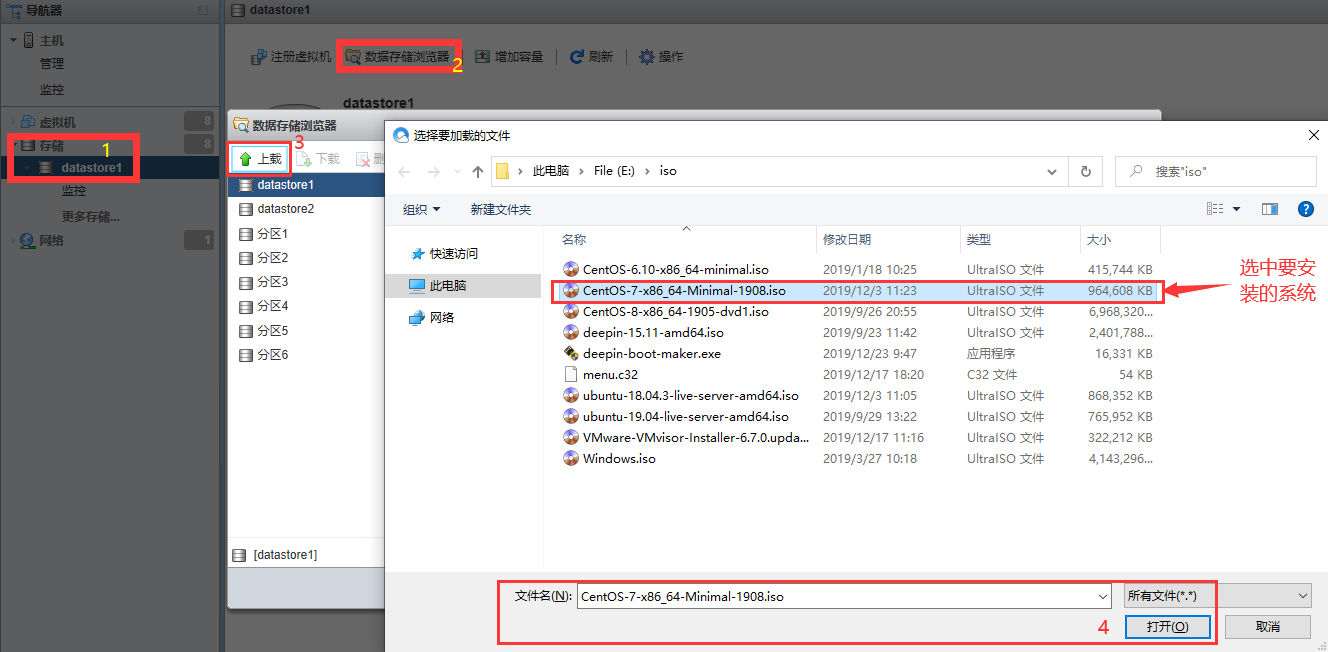 导航器
主机
管理
监控
虚拟机 8
存储 8
1
datastore1
监控
更多存储...
网络 1
datastore1
注册虚拟机 数据存储浏览器 增加容量 刷新 操作
2
datastore1
数据存储浏览器
3
上载 下载 删
datastore1
datastore2
分区1
分区2
分区3
分区4
分区5
分区6
[datastore1]
选择要加载的文件
此电脑 File (E:) iso
搜索"iso"
组织 新建文件夹
快速访问
此电脑
网络
名称 修改日期 类型 大小
CentOS-6.10-x86_64-minimal.iso 2019/1/18 10:25 UltraISO 文件 415,744 KB
CentOS-7-x86_64-Minimal-1908.iso 2019/12/3 11:23 UltraISO 文件 964,608 KB
CentOS-8-x86_64-1905-dvd1.iso 2019/9/26 20:55 UltraISO 文件 6,968,320...
deepin-15.11-amd64.iso 2019/9/23 11:42 UltraISO 文件 2,401,788...
deepin-boot-maker.exe 2019/12/23 9:47 应用程序 16,331 KB
menu.c32 2019/12/17 18:20 C32 文件 54 KB
ubuntu-18.04.3-live-server-amd64.iso 2019/12/3 11:05 UltraISO 文件 868,352 KB
ubuntu-19.04-live-server-amd64.iso 2019/9/29 13:22 UltraISO 文件 765,952 KB
VMware-VMvisor-Installer-6.7.0.upda... 2019/12/17 11:16 UltraISO 文件 322,212 KB
Windows.iso 2019/3/27 10:18 UltraISO 文件 4,143,296...
选中要安
装的系统
文件名(N): CentOS-7-x86_64-Minimal-1908.iso 所有文件(*.*)
4 打开(O) 取消